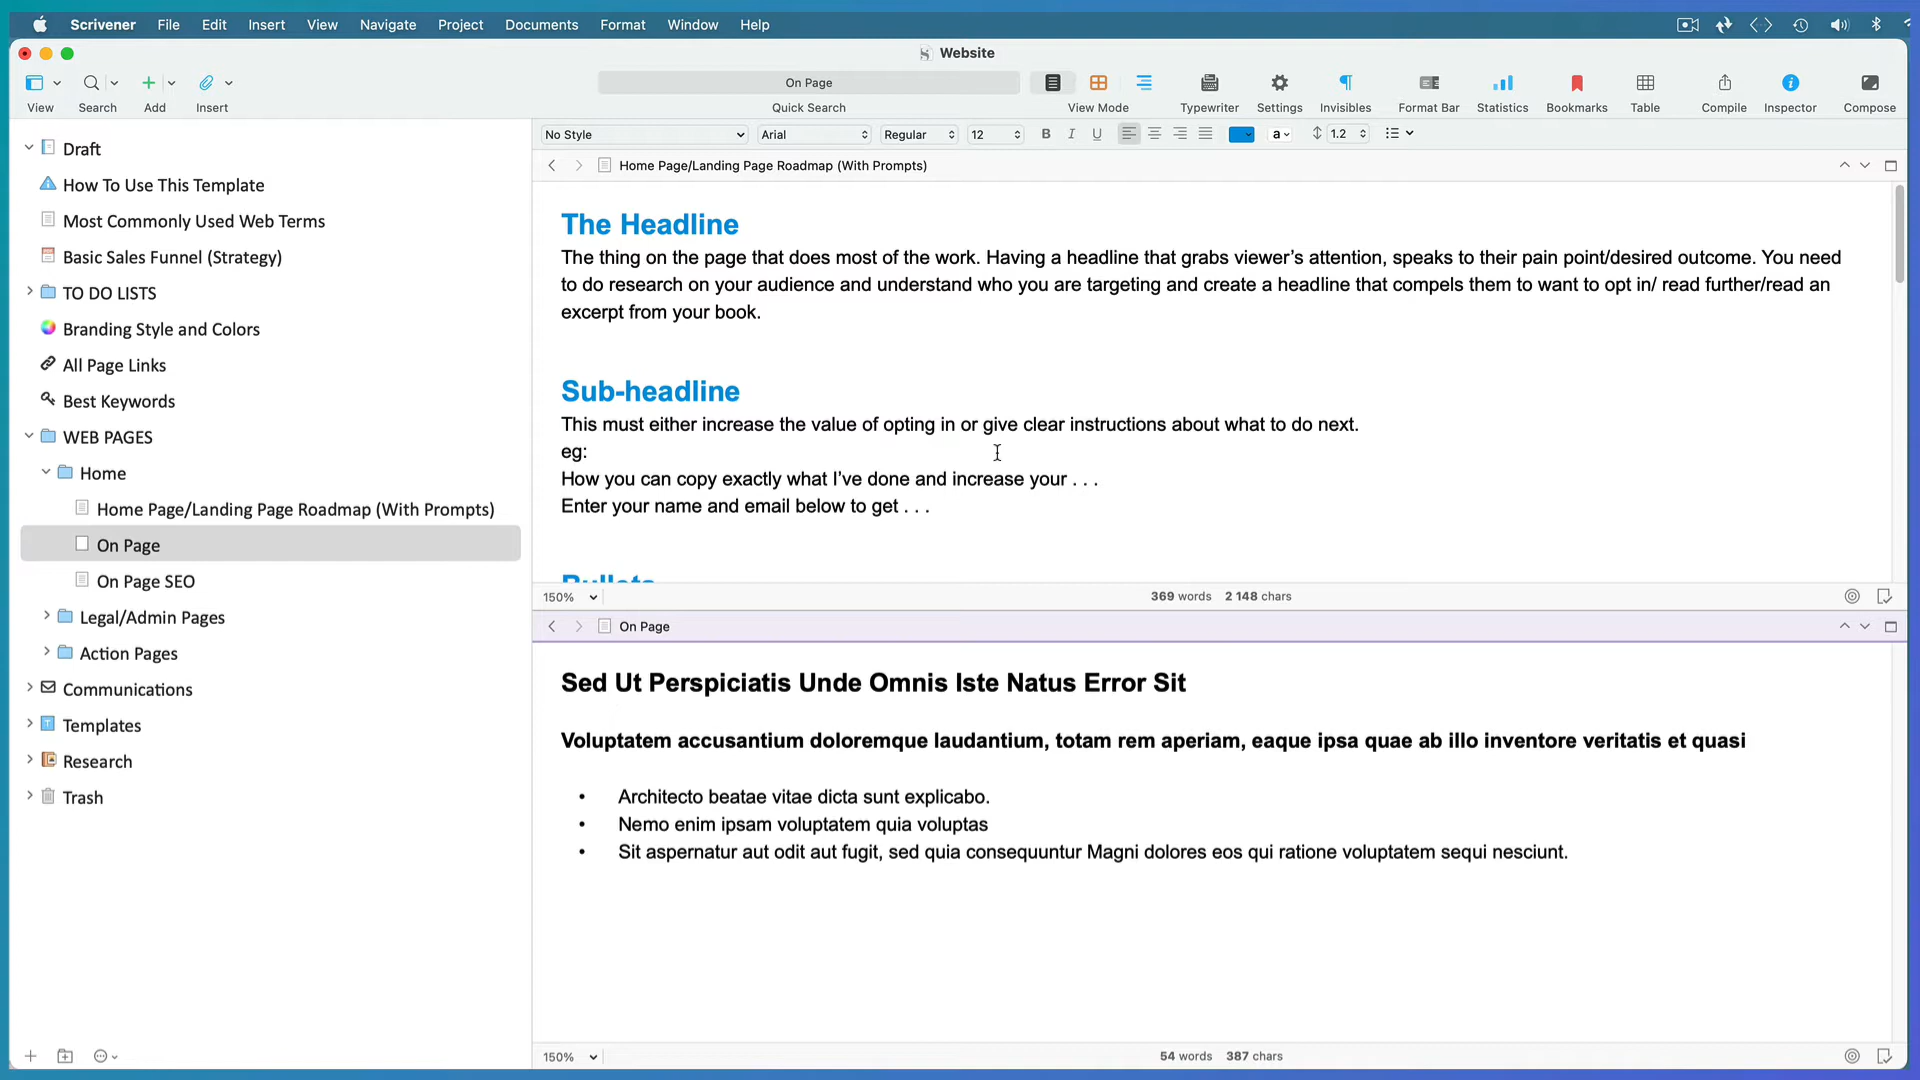 Scrivener File Edit Insert View Navigate Project Documents Format Window Help
Website
On Page
View Search Add Insert Quick Search View Mode Typewriter Settings Invisibles Format Bar Statistics Bookmarks Table Compile Inspector Compose
No Style Arial Regular 12 B I U a 1.2
Draft
How To Use This Template
Most Commonly Used Web Terms
Basic Sales Funnel (Strategy)
TO DO LISTS
Branding Style and Colors
All Page Links
Best Keywords
WEB PAGES
Home
Home Page/Landing Page Roadmap (With Prompts)
On Page
On Page SEO
Legal/Admin Pages
Action Pages
Communications
Templates
Research
Trash
Home Page/Landing Page Roadmap (With Prompts)
The Headline
The thing on the page that does most of the work. Having a headline that grabs viewer’s attention, speaks to their pain point/desired outcome. You need
to do research on your audience and understand who you are targeting and create a headline that compels them to want to opt in/ read further/read an
excerpt from your book.
Sub-headline
This must either increase the value of opting in or give clear instructions about what to do next.
eg:
How you can copy exactly what I’ve done and increase your . . .
Enter your name and email below to get . . .
Bullets
150% 369 words 2 148 chars
On Page
Sed Ut Perspiciatis Unde Omnis Iste Natus Error Sit
Voluptatem accusantium doloremque laudantium, totam rem aperiam, eaque ipsa quae ab illo inventore veritatis et quasi
• Architecto beatae vitae dicta sunt explicabo.
• Nemo enim ipsam voluptatem quia voluptas
• Sit aspernatur aut odit aut fugit, sed quia consequuntur Magni dolores eos qui ratione voluptatem sequi nesciunt.
150% 54 words 387 chars